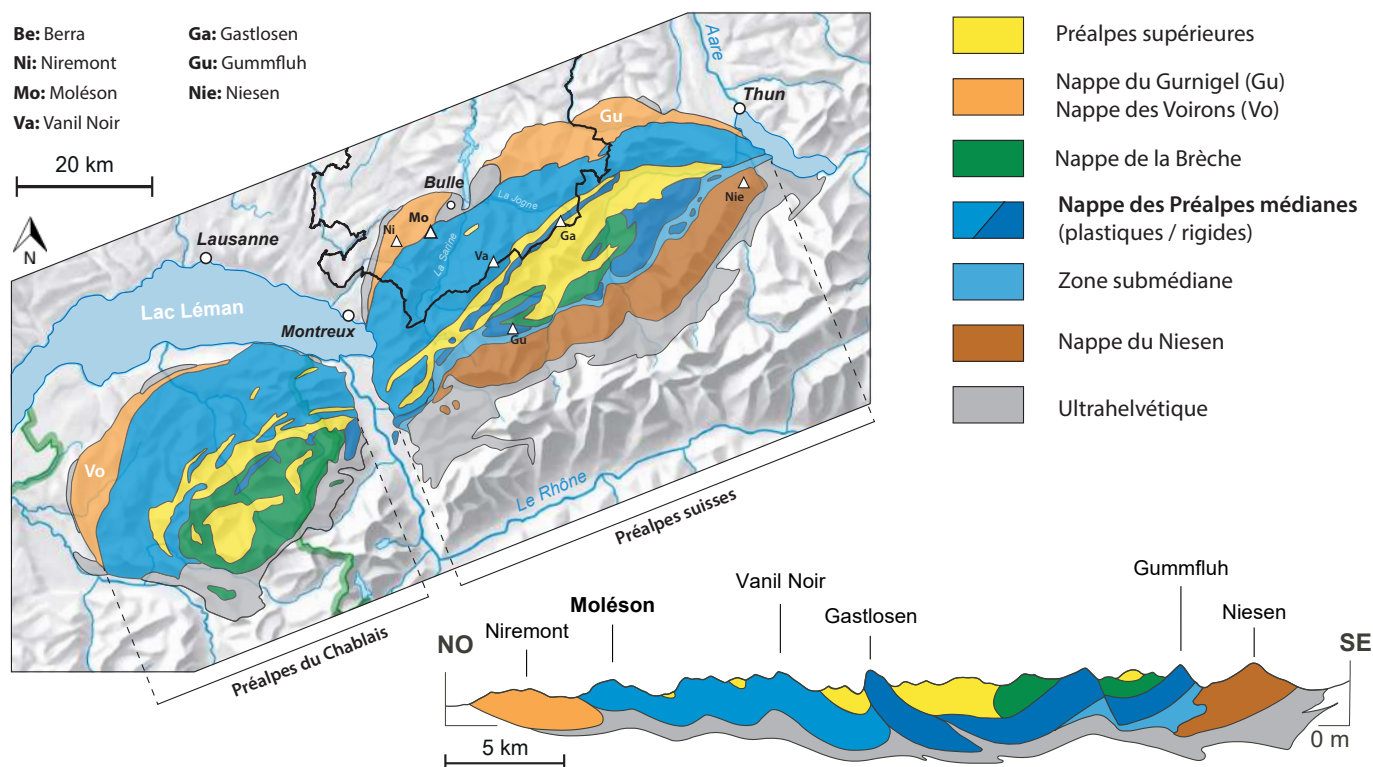 Be: Berra
Ni: Niremont
Mo: Moléson
Va: Vanil Noir
Ga: Gastlosen
Gu: Gummfluh
Nie: Niesen
20 km
N
Aare
Thun
Gu
Bulle
La Jogne
Mo
Ni
La Sarine
Va
Ga
Nie
Lausanne
Lac Léman
Montreux
Gu
Vo
Le Rhône
Préalpes suisses
Préalpes du Chablais
Préalpes supérieures
Nappe du Gurnigel (Gu)
Nappe des Voirons (Vo)
Nappe de la Brèche
Nappe des Préalpes médianes
(plastiques / rigides)
Zone submédiane
Nappe du Niesen
Ultrahelvétique
NO
Niremont
Moléson
Vanil Noir
Gastlosen
Gummfluh
Niesen
SE
5 km
0 m